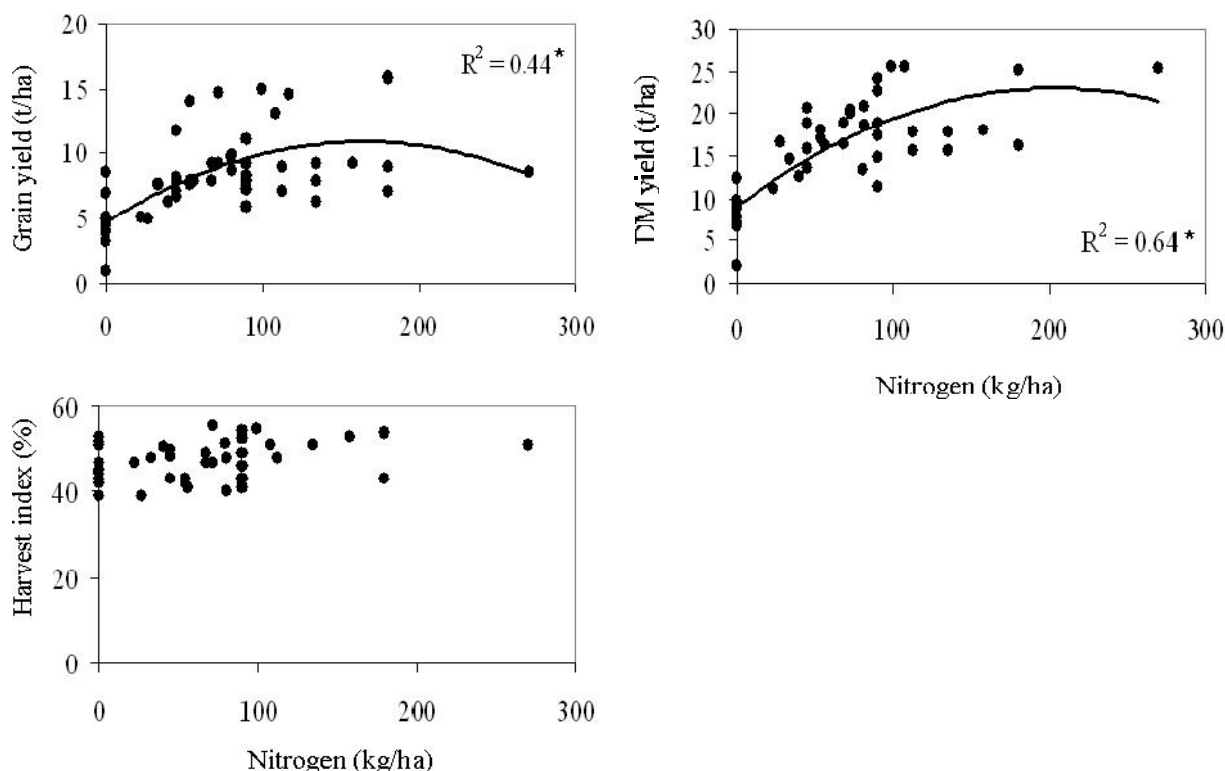 Grain yield (t/ha)
20
15
10
5
0
R² = 0.44*
0 100 200 300
DM yield (t/ha)
30
25
20
15
10
5
0
R² = 0.64*
0 100 200 300
Nitrogen (kg/ha)
Harvest index (%)
60
40
20
0
0 100 200 300
Nitrogen (kg/ha)